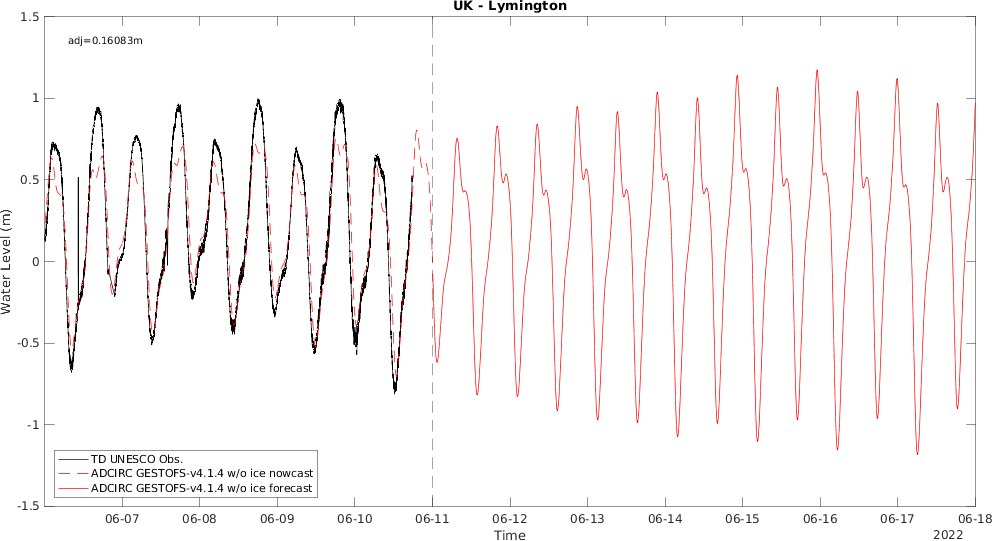 UK - Lymington
adj=0.16083m
1.5
1
0.5
0
-0.5
-1
-1.5
Water Level (m)
TD UNESCO Obs.
ADCIRC GESTOFS-v4.1.4 w/o ice nowcast
ADCIRC GESTOFS-v4.1.4 w/o ice forecast
06-07 06-08 06-09 06-10 06-11 06-12 06-13 06-14 06-15 06-16 06-17 06-18
Time
2022